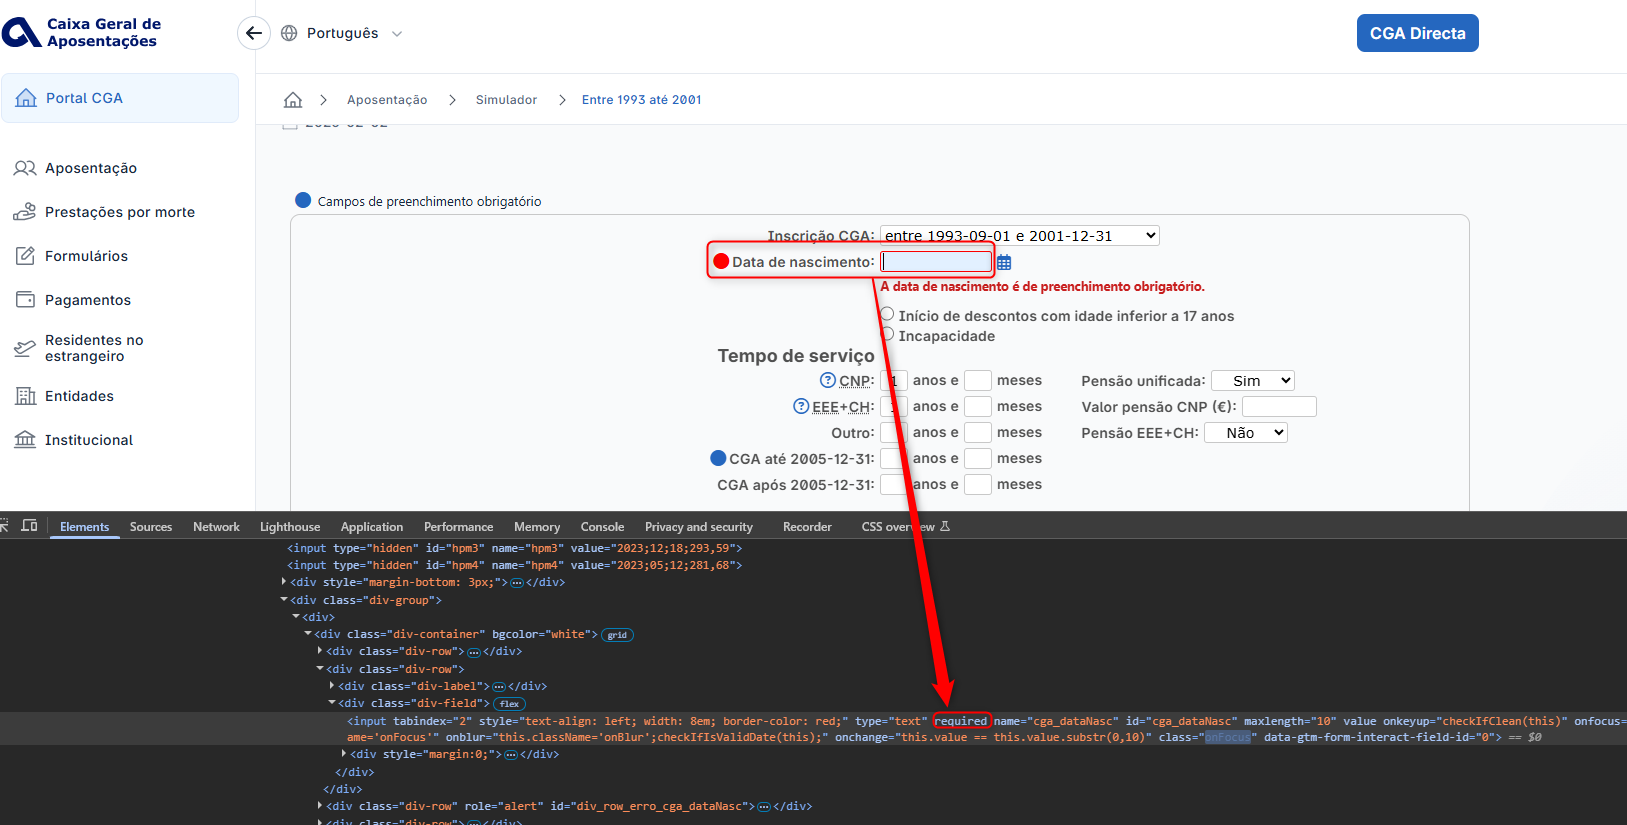 Caixa Geral de
Aposentações
Português
CGA Directa
Portal CGA
Aposentação
Simulador
Entre 1993 até 2001
Aposentação
Prestações por morte
Formulários
Pagamentos
Residentes no
estrangeiro
Entidades
Institucional
Campos de preenchimento obrigatório
Inscrição CGA: entre 1993-09-01 e 2001-12-31
Data de nascimento:
A data de nascimento é de preenchimento obrigatório.
Início de descontos com idade inferior a 17 anos
Incapacidade
Tempo de serviço
? CNP: 1 anos e meses Pensão unificada: Sim
? EEE+CH: anos e meses Valor pensão CNP (€):
Outro: anos e meses Pensão EEE+CH: Não
CGA até 2005-12-31: anos e meses
CGA após 2005-12-31: anos e meses
Elements Sources Network Lighthouse Application Performance Memory Console Privacy and security Recorder CSS overview
<input type="hidden" id="hpm3" name="hpm3" value="2023;12;18;293,59">
<input type="hidden" id="hpm4" name="hpm4" value="2023;05;12;281,68">
<div style="margin-bottom: 3px;">…</div>
<div class="div-group">
<div>
<div class="div-container" bgcolor="white"> grid
<div class="div-row">…</div>
<div class="div-row">
<div class="div-label">…</div>
<div class="div-field"> flex
<input tabindex="2" style="text-align: left; width: 8em; border-color: red;" type="text" required name="cga_dataNasc" id="cga_dataNasc" maxlength="10" value onkeyup="checkIfClean(this)" onfocus=
ame='onFocus'" onblur="this.className='onBlur';checkIfIsValidDate(this);" onchange="this.value == this.value.substr(0,10)" class="onFocus" data-gtm-form-interact-field-id="0"> == $0
<div style="margin:0;">…</div>
</div>
</div>
<div class="div-row" role="alert" id="div_row_erro_cga_dataNasc">…</div>
<div class="div-row">…</div>